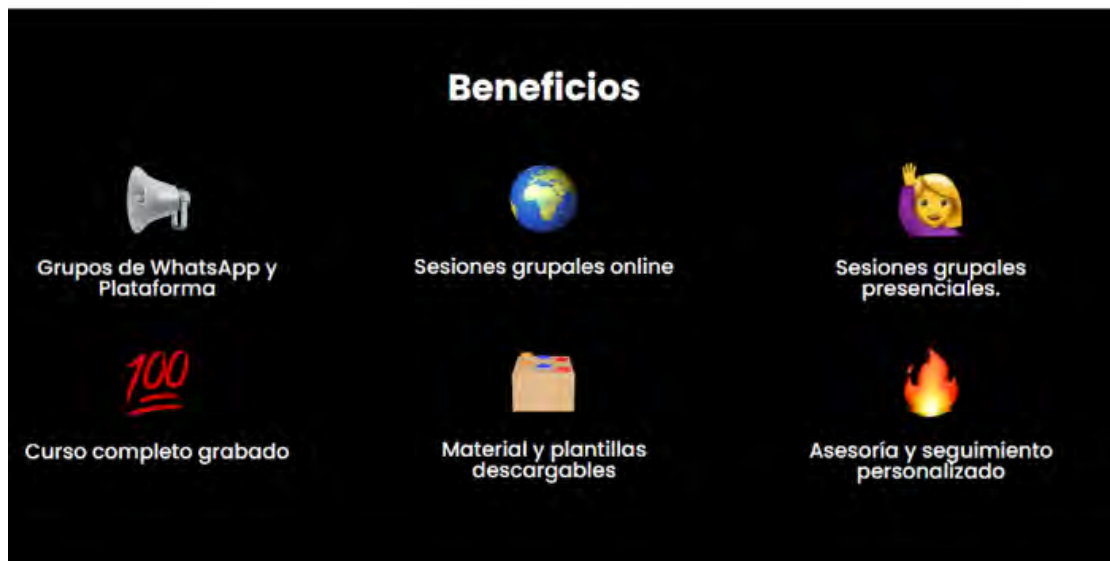 Beneficios
Grupos de WhatsApp y
Plataforma
Sesiones grupales online
Sesiones grupales
presenciales.
100
Curso completo grabado
Material y plantillas
descargables
Asesoría y seguimiento
personalizado